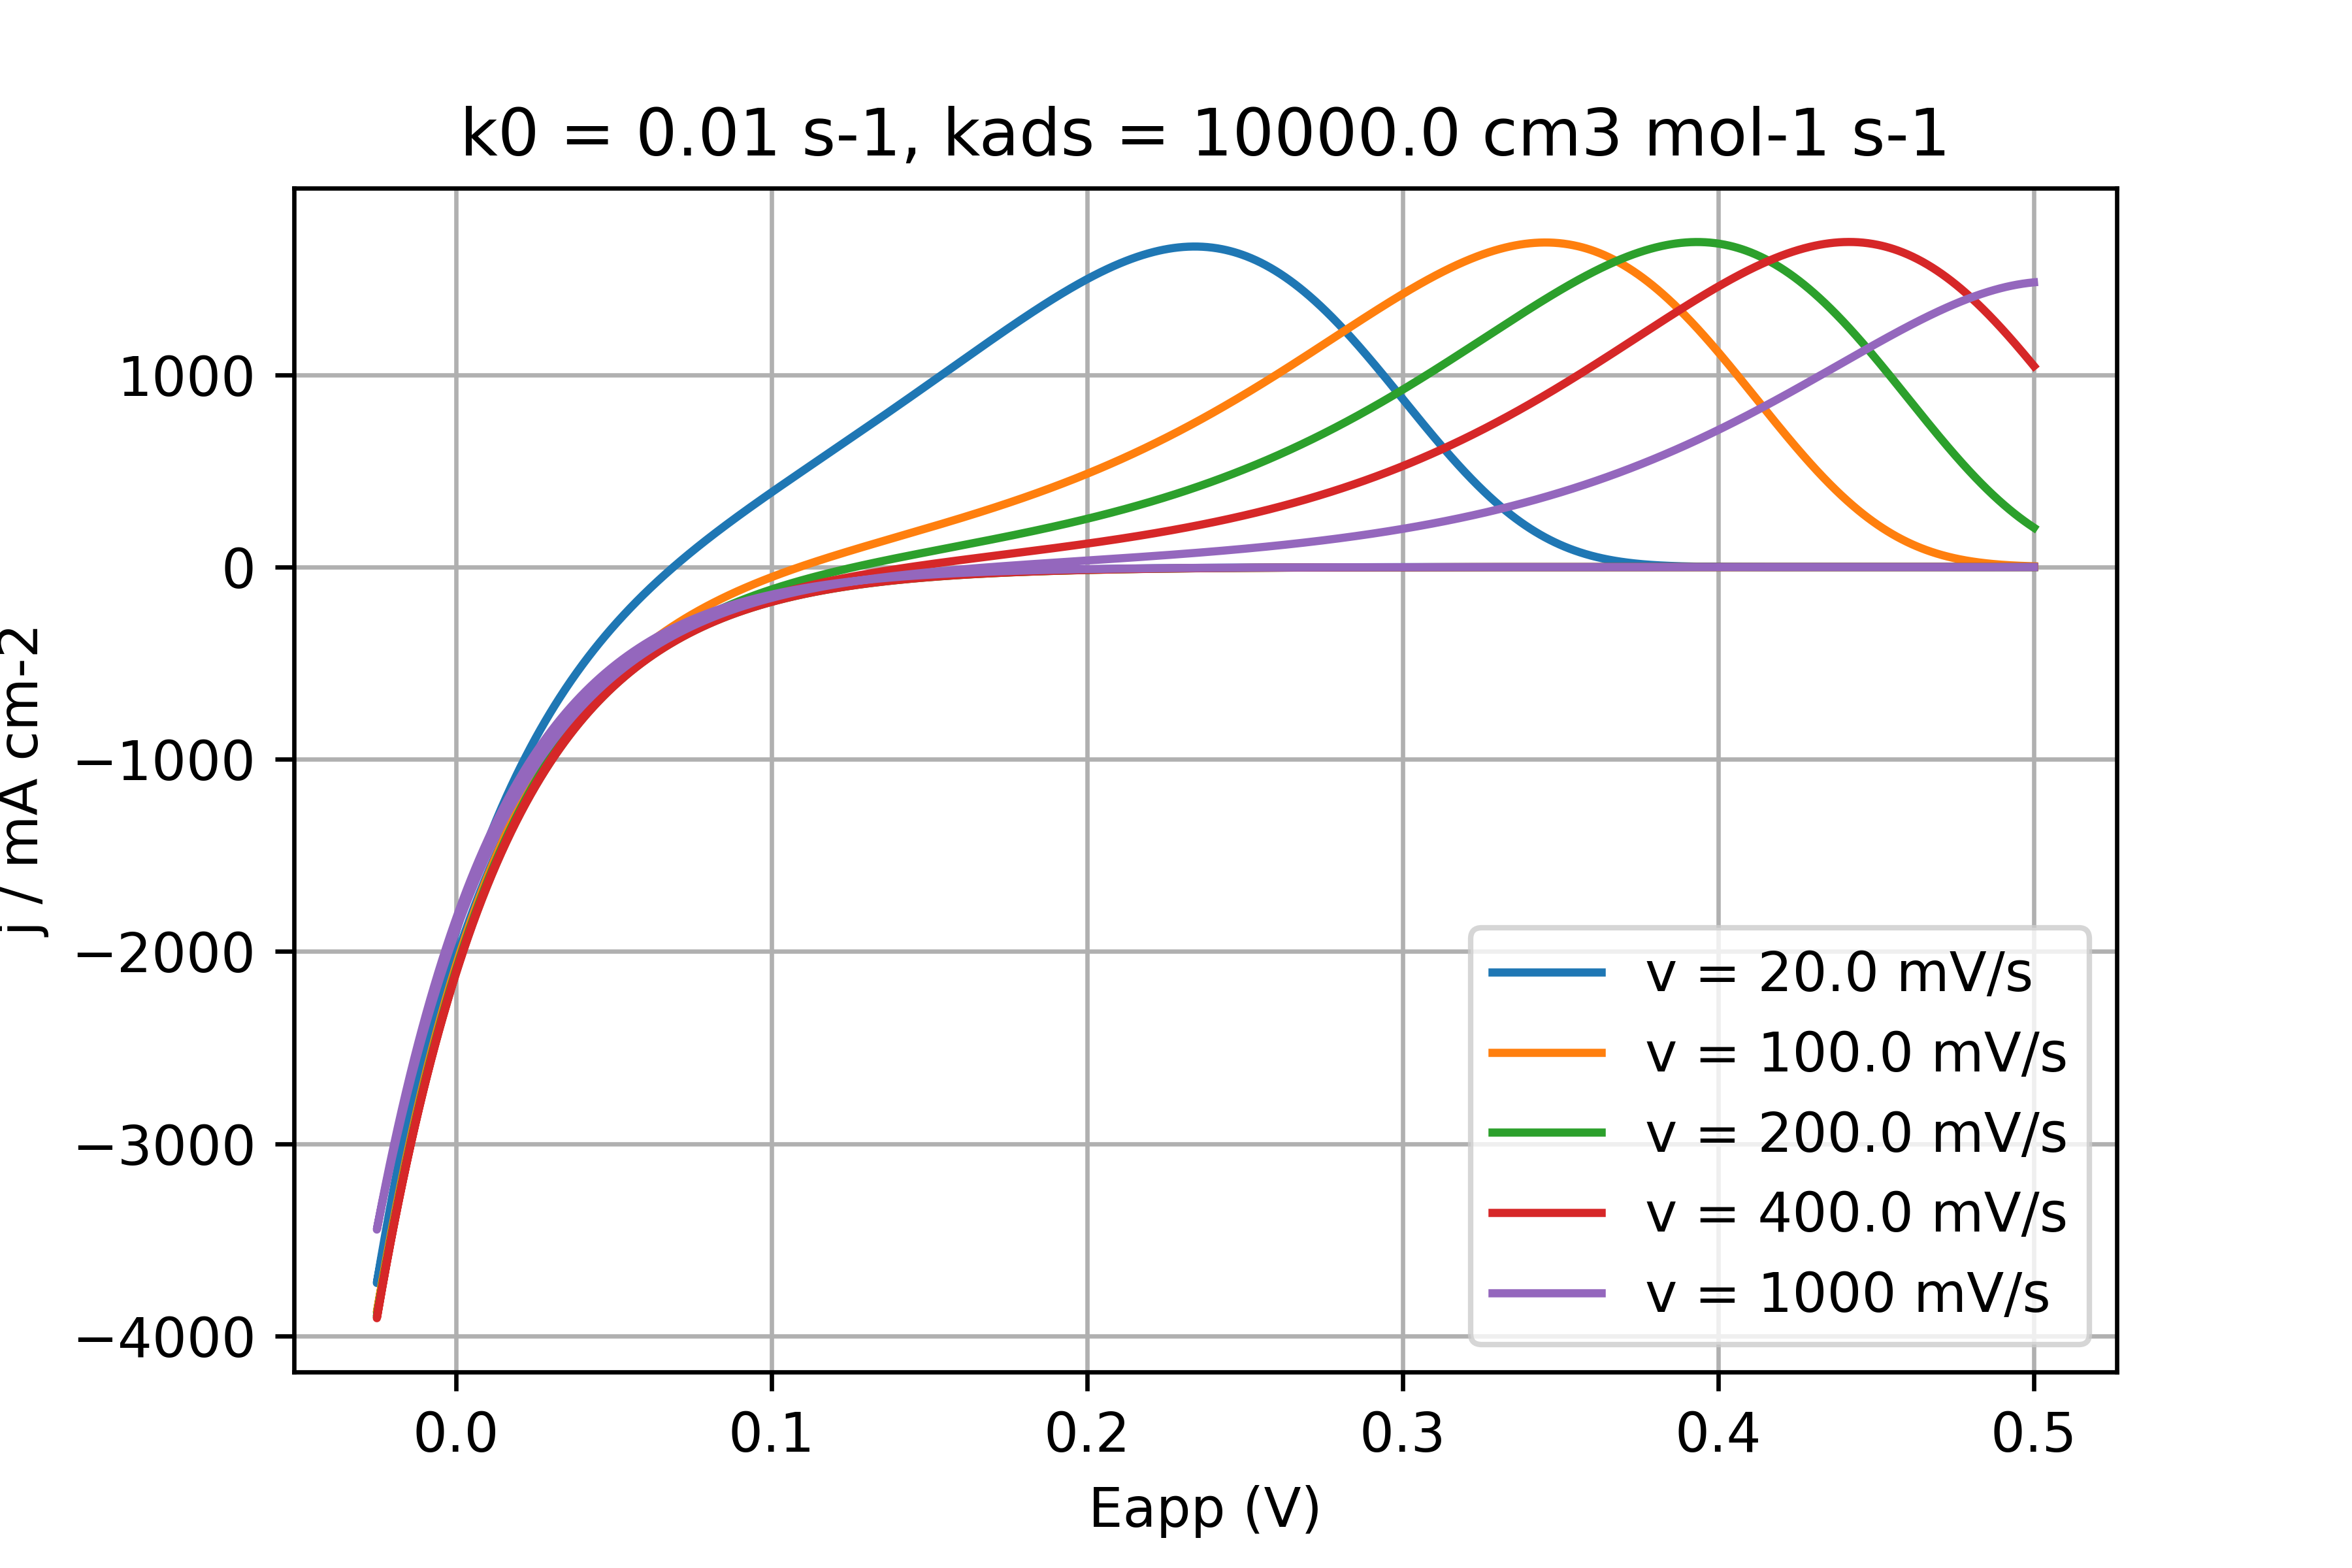 k0 = 0.01 s-1, kads = 10000.0 cm3 mol-1 s-1
j / mA cm-2
1000
0
−1000
−2000
−3000
−4000
v = 20.0 mV/s
v = 100.0 mV/s
v = 200.0 mV/s
v = 400.0 mV/s
v = 1000 mV/s
0.0 0.1 0.2 0.3 0.4 0.5
Eapp (V)